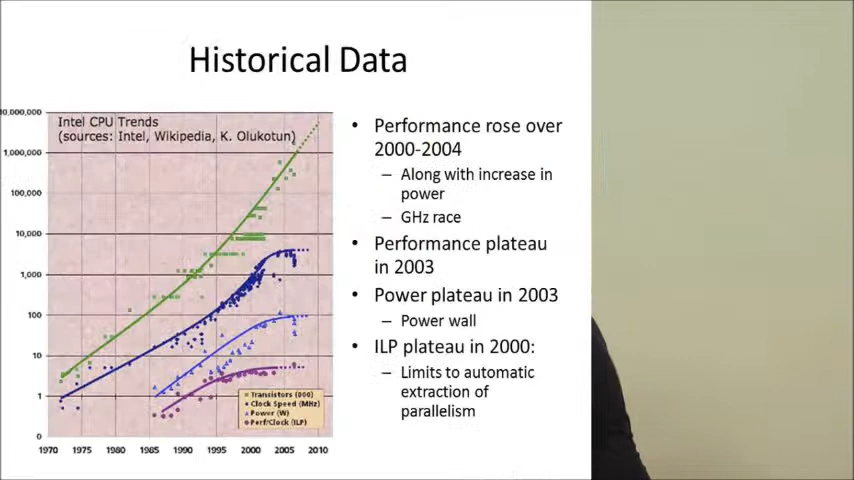 Historical Data
Intel CPU Trends
(sources: Intel, Wikipedia, K. Olukotun)
0,000,000
1,000,000
100,000
10,000
1,000
100
10
1
0
1970 1975 1980 1985 1990 1995 2000 2005 2010
Transistors (000)
Clock Speed (MHz)
Power (W)
Perf/Clock (ILP)
• Performance rose over
2000-2004
– Along with increase in
power
– GHz race
• Performance plateau
in 2003
• Power plateau in 2003
– Power wall
• ILP plateau in 2000:
– Limits to automatic
extraction of
parallelism